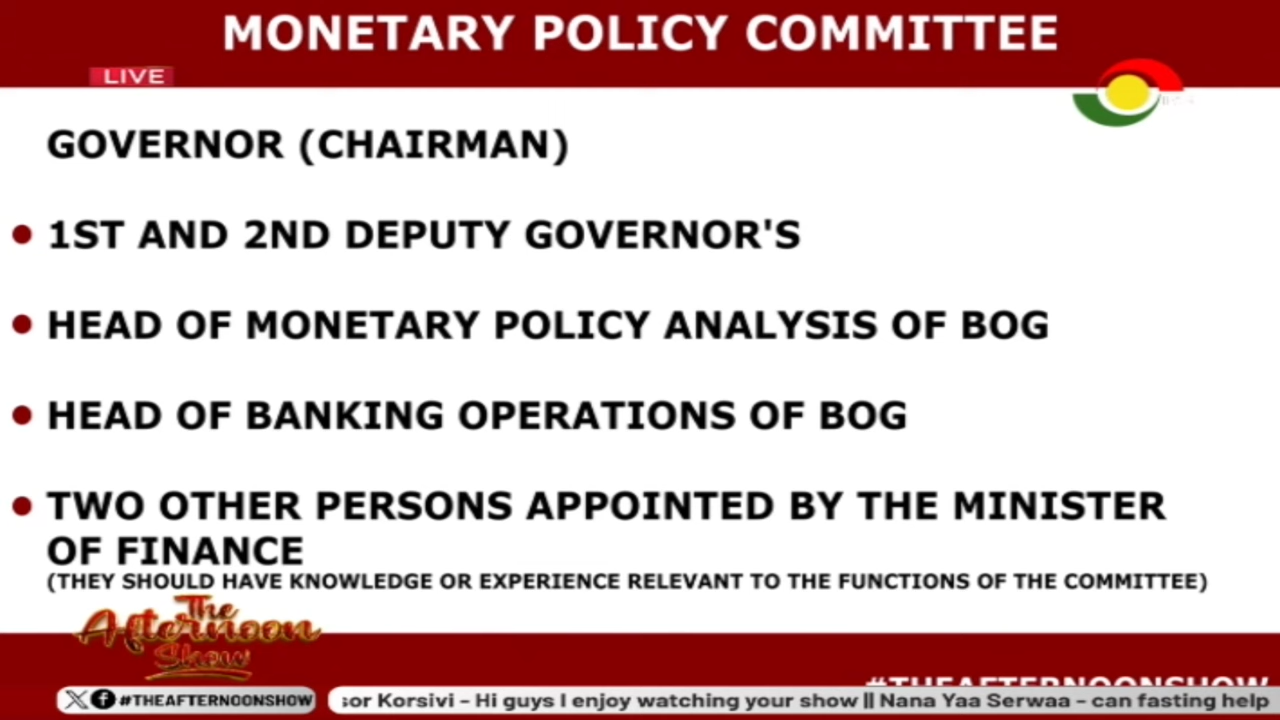 MONETARY POLICY COMMITTEE
LIVE
GOVERNOR (CHAIRMAN)
• 1ST AND 2ND DEPUTY GOVERNOR'S
• HEAD OF MONETARY POLICY ANALYSIS OF BOG
• HEAD OF BANKING OPERATIONS OF BOG
• TWO OTHER PERSONS APPOINTED BY THE MINISTER
OF FINANCE
(THEY SHOULD HAVE KNOWLEDGE OR EXPERIENCE RELEVANT TO THE FUNCTIONS OF THE COMMITTEE)
The
Afternoon
Show
#THEAFTERNOONSHOW
#THEAFTERNOONSHOW
sor Korsivi - Hi guys I enjoy watching your show || Nana Yaa Serwaa - can fasting help